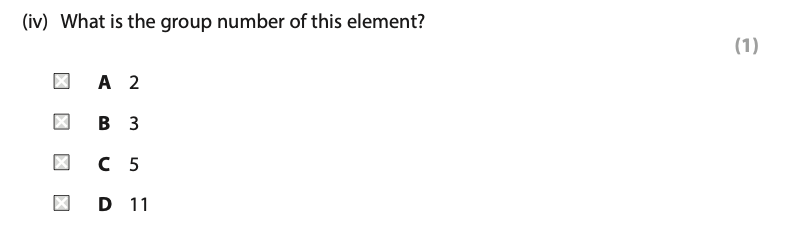 (iv) What is the group number of this element?
(1)
A 2
B 3
C 5
D 11